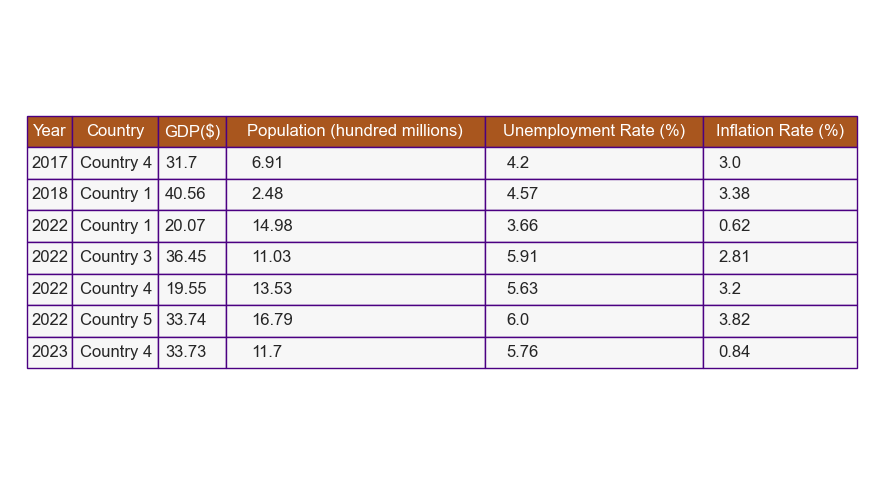 Year Country GDP($) Population (hundred millions) Unemployment Rate (%) Inflation Rate (%)
2017 Country 4 31.7 6.91 4.2 3.0
2018 Country 1 40.56 2.48 4.57 3.38
2022 Country 1 20.07 14.98 3.66 0.62
2022 Country 3 36.45 11.03 5.91 2.81
2022 Country 4 19.55 13.53 5.63 3.2
2022 Country 5 33.74 16.79 6.0 3.82
2023 Country 4 33.73 11.7 5.76 0.84